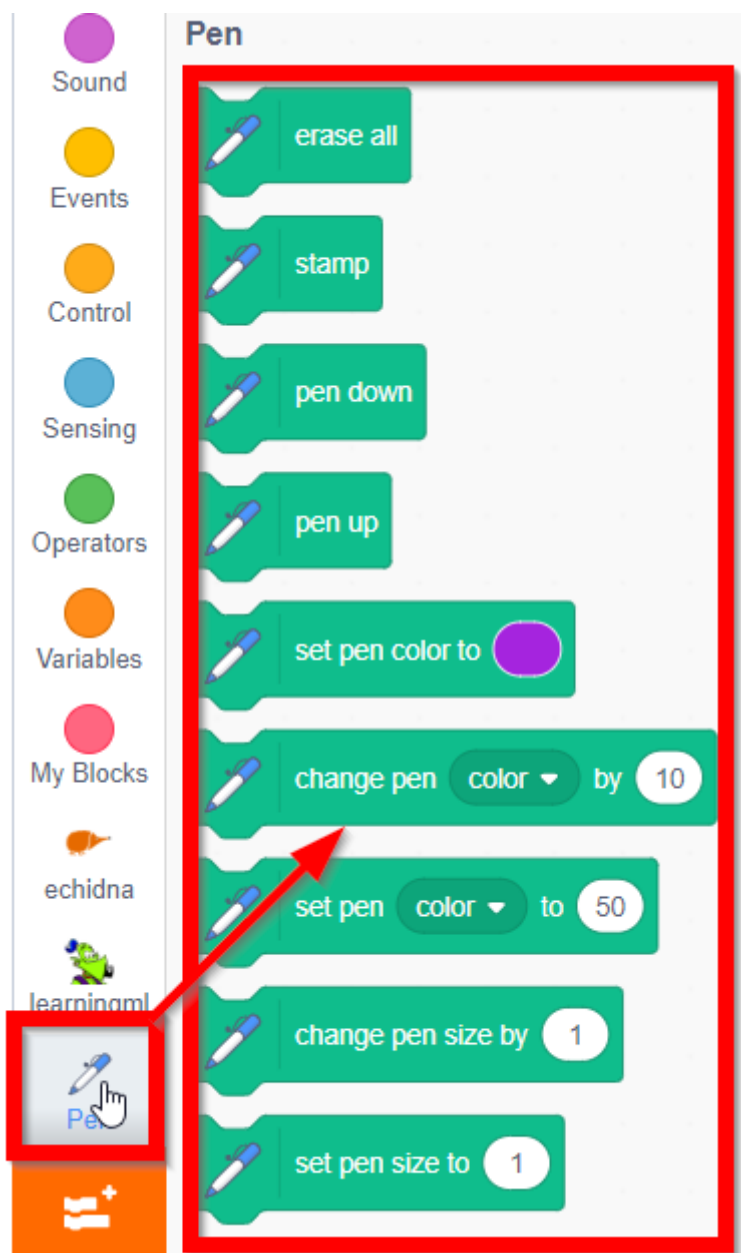 Pen
Sound
Events
Control
Sensing
Operators
Variables
My Blocks
echidna
learningml
Pen
erase all
stamp
pen down
pen up
set pen color to
change pen color by 10
set pen color to 50
change pen size by 1
set pen size to 1